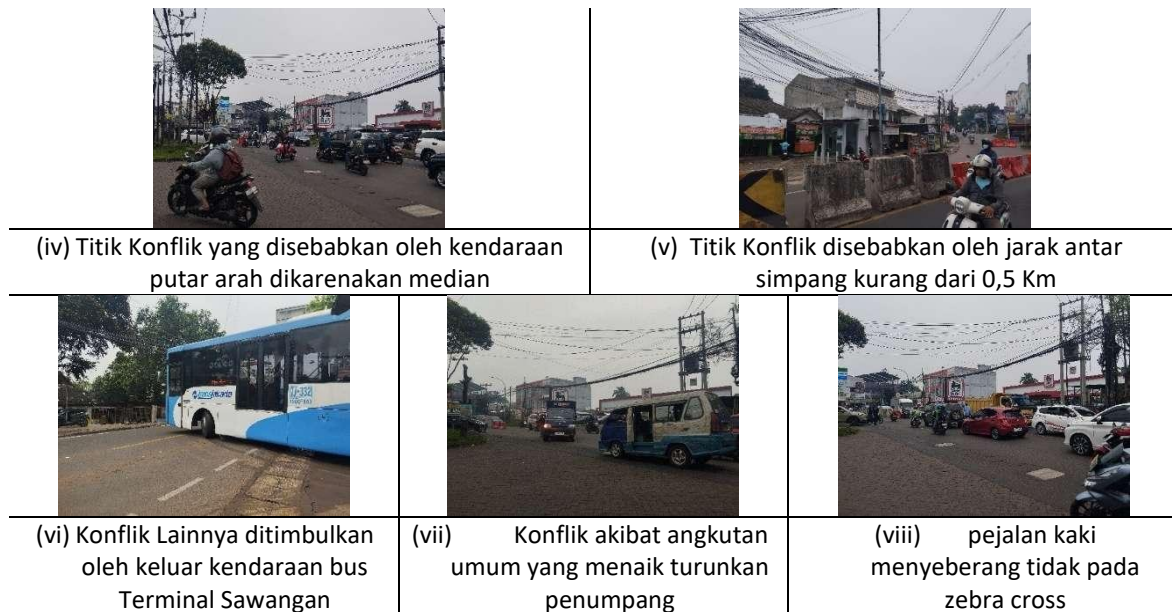 (iv) Titik Konflik yang disebabkan oleh kendaraan
putar arah dikarenakan median
(v) Titik Konflik disebabkan oleh jarak antar
simpang kurang dari 0,5 Km
(vi) Konflik Lainnya ditimbulkan
oleh keluar kendaraan bus
Terminal Sawangan
(vii) Konflik akibat angkutan
umum yang menaik turunkan
penumpang
(viii) pejalan kaki
menyeberang tidak pada
zebra cross